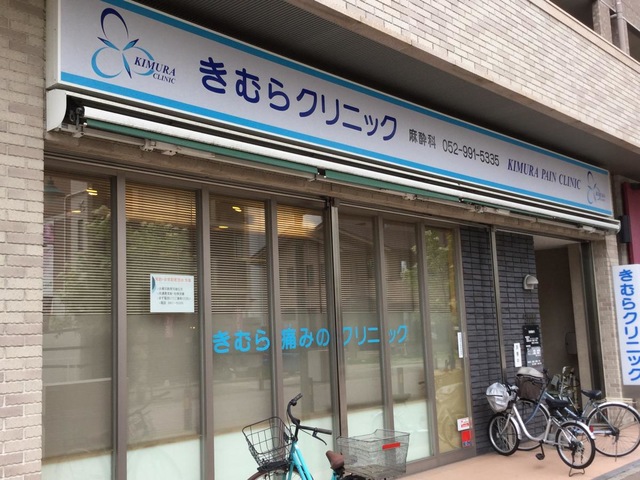 KIMURA
CLINIC
きむらクリニック
麻酔科 052-991-5335
KIMURA PAIN CLINIC
きむら 痛みのクリニック
きむらクリニック